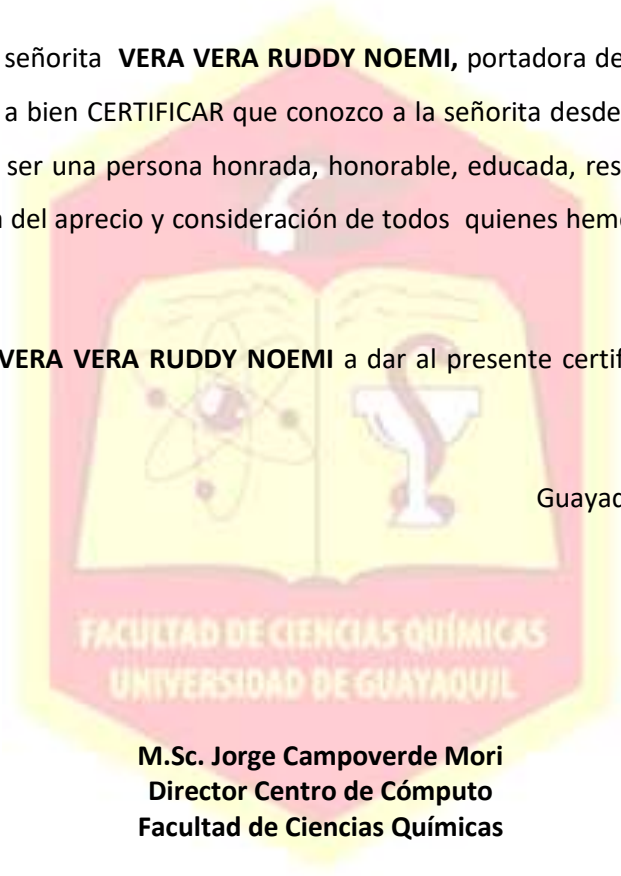 señorita VERA VERA RUDDY NOEMI, portadora de
a bien CERTIFICAR que conozco a la señorita desde
ser una persona honrada, honorable, educada, res
del aprecio y consideración de todos quienes hem
VERA VERA RUDDY NOEMI a dar al presente certif
Guayaq
FACULTAD DE CIENCIAS QUÍMICAS
UNIVERSIDAD DE GUAYAQUIL
M.Sc. Jorge Campoverde Mori
Director Centro de Cómputo
Facultad de Ciencias Químicas